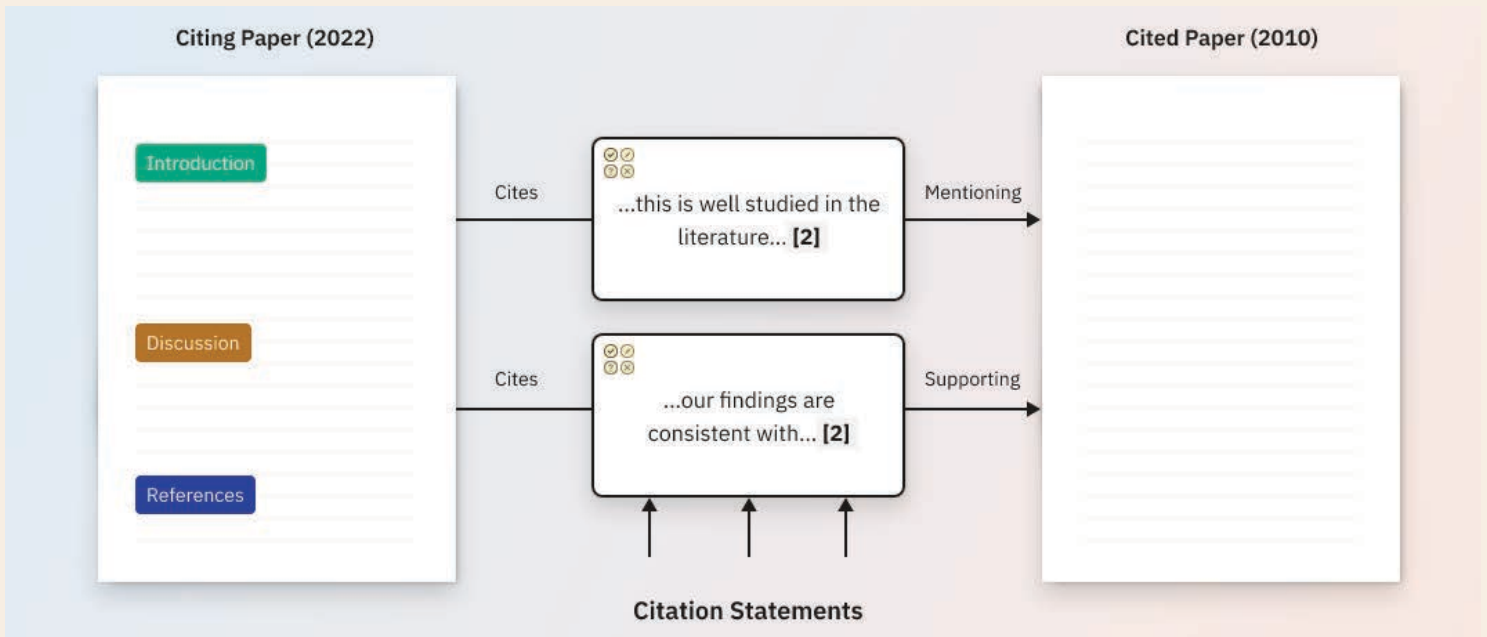 Citing Paper (2022)
Cited Paper (2010)
Introduction
Cites
...this is well studied in the
literature... [2]
Mentioning
Discussion
Cites
...our findings are
consistent with... [2]
Supporting
References
Citation Statements